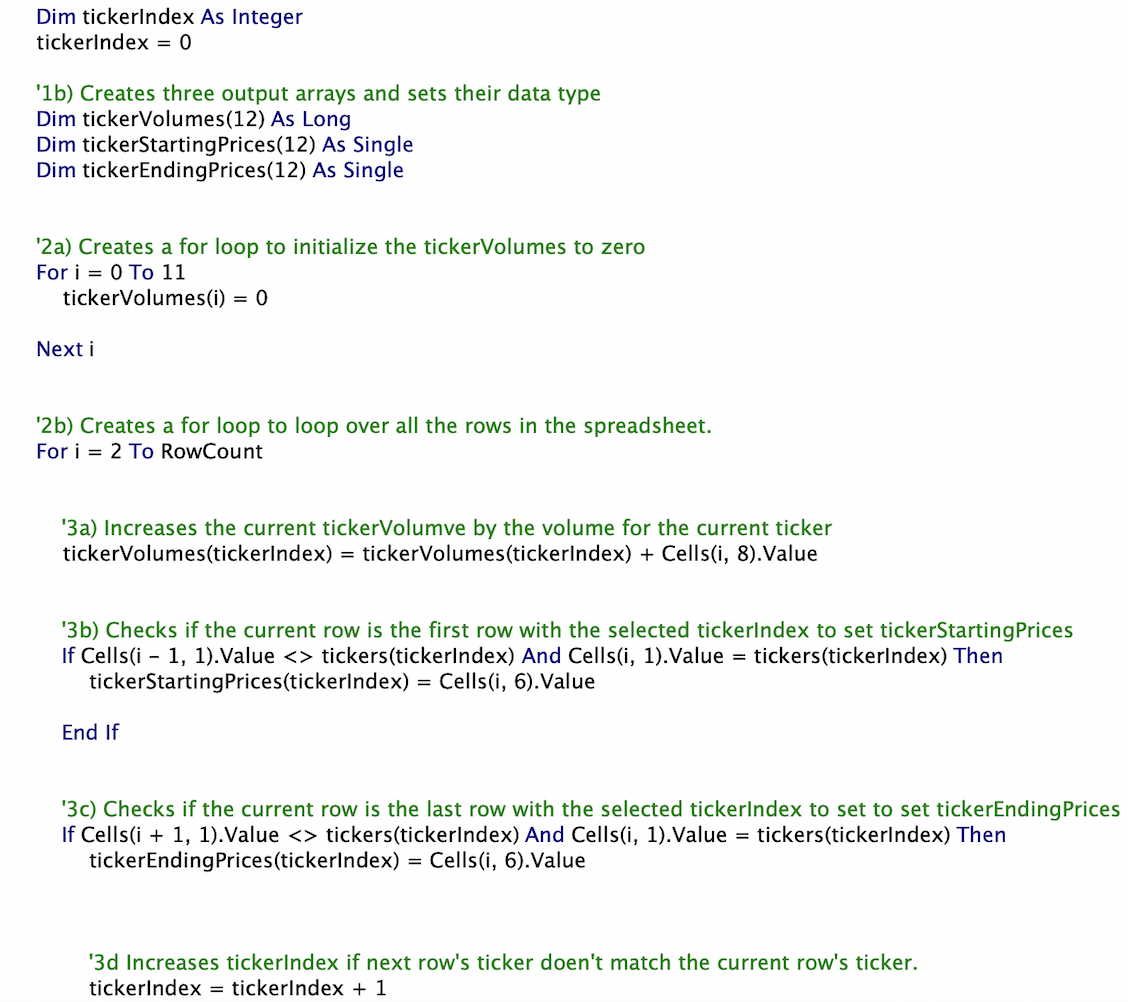 Dim tickerIndex As Integer
tickerIndex = 0
'1b) Creates three output arrays and sets their data type
Dim tickerVolumes(12) As Long
Dim tickerStartingPrices(12) As Single
Dim tickerEndingPrices(12) As Single
'2a) Creates a for loop to initialize the tickerVolumes to zero
For i = 0 To 11
tickerVolumes(i) = 0
Next i
'2b) Creates a for loop to loop over all the rows in the spreadsheet.
For i = 2 To RowCount
'3a) Increases the current tickerVolumve by the volume for the current ticker
tickerVolumes(tickerIndex) = tickerVolumes(tickerIndex) + Cells(i, 8).Value
'3b) Checks if the current row is the first row with the selected tickerIndex to set tickerStartingPrices
If Cells(i - 1, 1).Value <> tickers(tickerIndex) And Cells(i, 1).Value = tickers(tickerIndex) Then
tickerStartingPrices(tickerIndex) = Cells(i, 6).Value
End If
'3c) Checks if the current row is the last row with the selected tickerIndex to set to set tickerEndingPrices
If Cells(i + 1, 1).Value <> tickers(tickerIndex) And Cells(i, 1).Value = tickers(tickerIndex) Then
tickerEndingPrices(tickerIndex) = Cells(i, 6).Value
'3d Increases tickerIndex if next row's ticker doen't match the current row's ticker.
tickerIndex = tickerIndex + 1